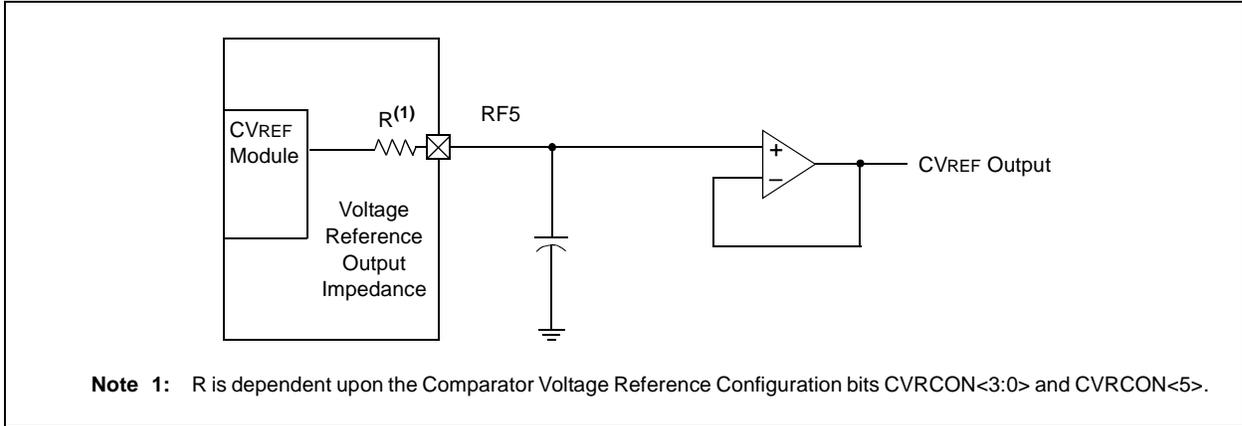 CVREF
Module
R(1)
RF5
Voltage
Reference
Output
Impedance
+
–
CVREF Output
Note 1: R is dependent upon the Comparator Voltage Reference Configuration bits CVRCON<3:0> and CVRCON<5>.